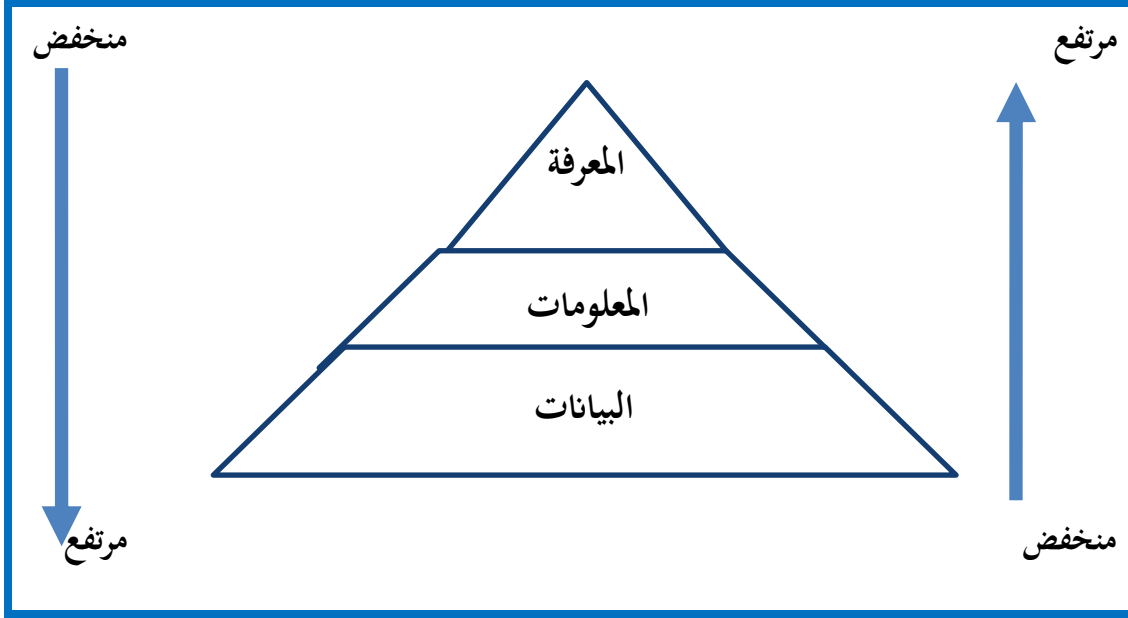 مرتفع
منخفض
المعرفة
المعلومات
البيانات
منخفض
مرتفع